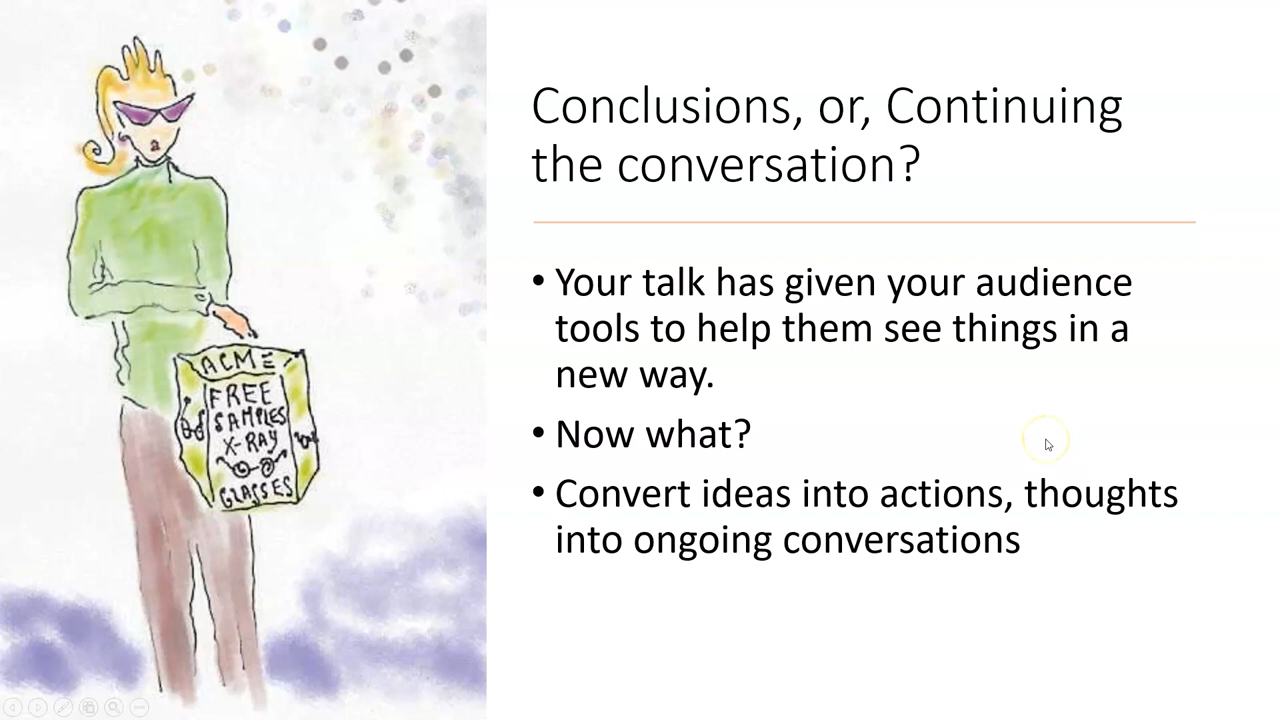 Conclusions, or, Continuing
the conversation?
• Your talk has given your audience
tools to help them see things in a
new way.
• Now what?
• Convert ideas into actions, thoughts
into ongoing conversations
ACME
FREE
SAMPLES
X-RAY
GLASSES